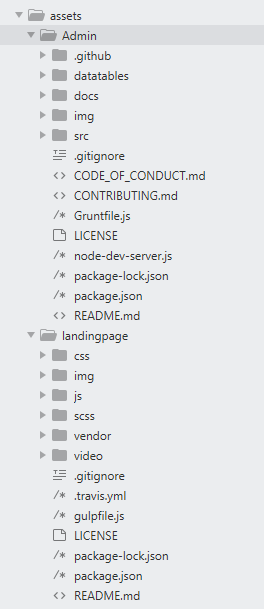 assets
Admin
.github
datatables
docs
img
src
.gitignore
CODE_OF_CONDUCT.md
CONTRIBUTING.md
Gruntfile.js
LICENSE
node-dev-server.js
package-lock.json
package.json
README.md
landingpage
css
img
js
scss
vendor
video
.gitignore
.travis.yml
gulpfile.js
LICENSE
package-lock.json
package.json
README.md